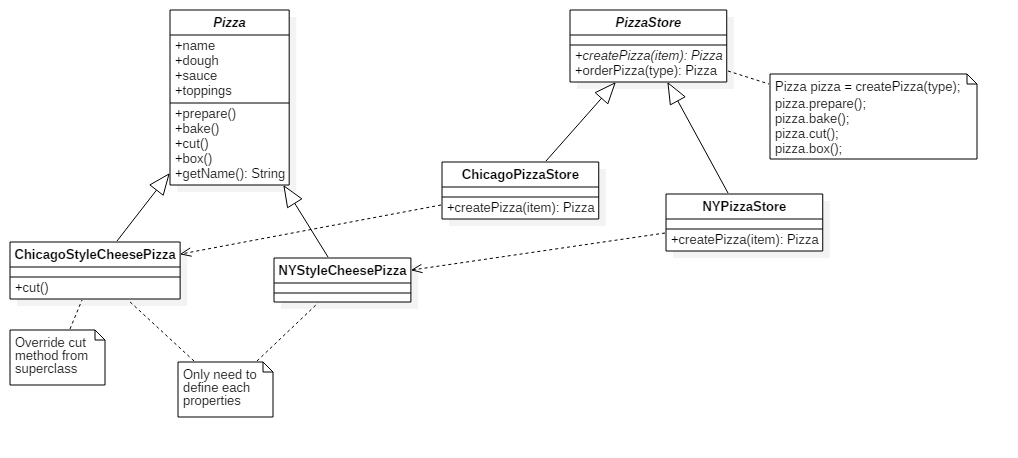 Pizza
+name
+dough
+sauce
+toppings
+prepare()
+bake()
+cut()
+box()
+getName(): String
PizzaStore
+createPizza(item): Pizza
+orderPizza(type): Pizza
Pizza pizza = createPizza(type);
pizza.prepare();
pizza.bake();
pizza.cut();
pizza.box();
ChicagoPizzaStore
+createPizza(item): Pizza
NYPizzaStore
+createPizza(item): Pizza
ChicagoStyleCheesePizza
+cut()
NYStyleCheesePizza
Override cut
method from
superclass
Only need to
define each
properties